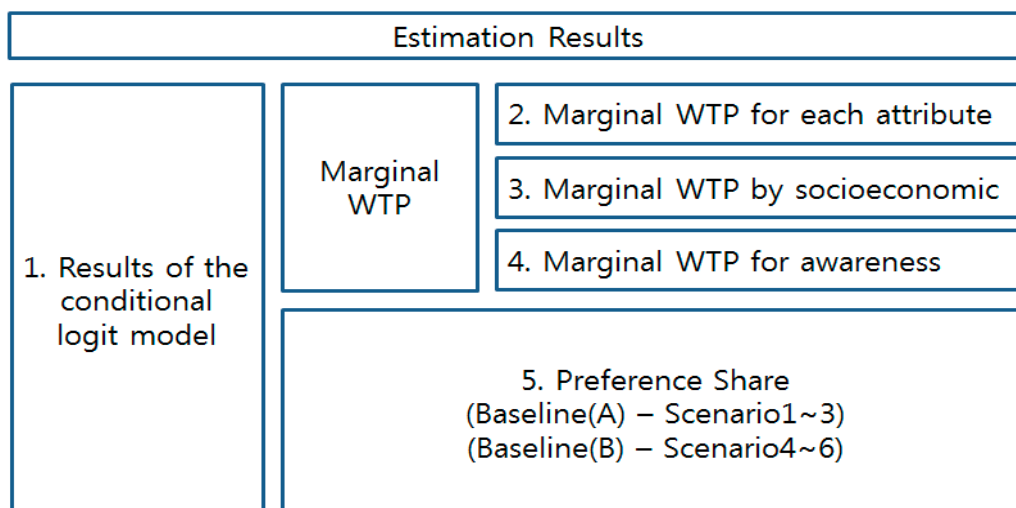 Estimation Results
1. Results of the
conditional
logit model
Marginal
WTP
2. Marginal WTP for each attribute
3. Marginal WTP by socioeconomic
4. Marginal WTP for awareness
5. Preference Share
(Baseline(A) – Scenario1~3)
(Baseline(B) – Scenario4~6)